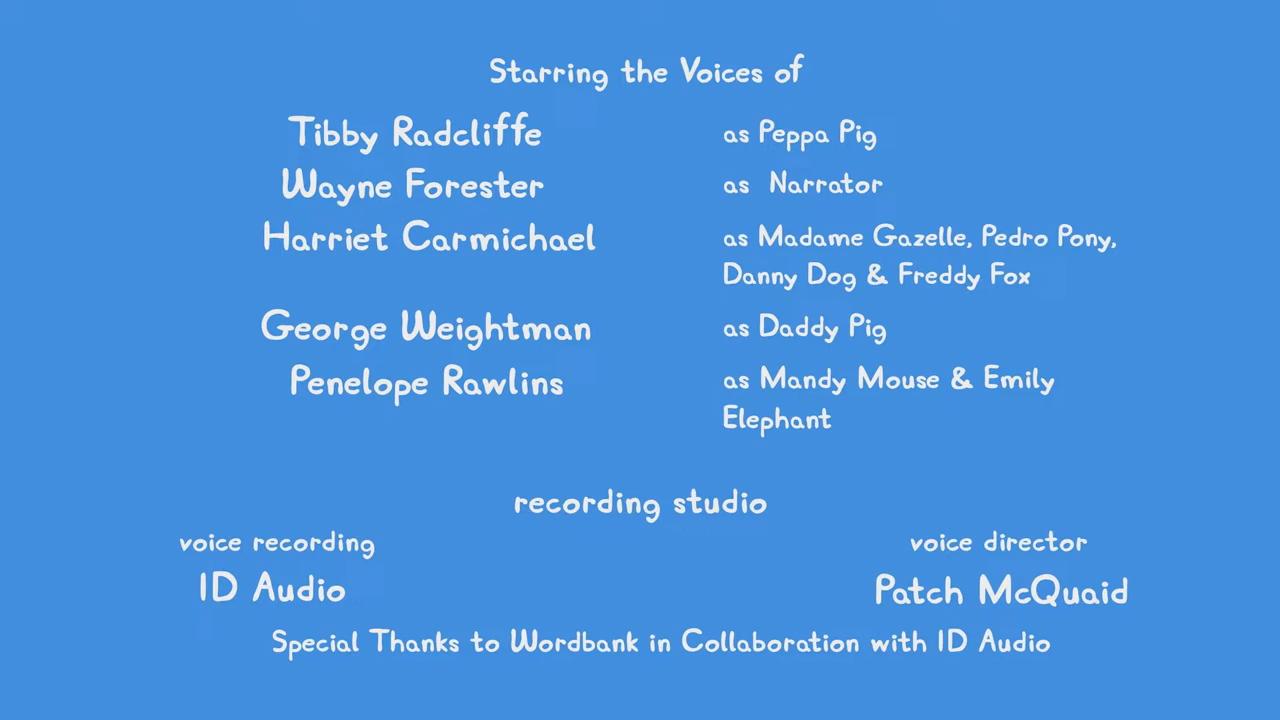 Starring the Voices of
Tibby Radcliffe as Peppa Pig
Wayne Forester as Narrator
Harriet Carmichael as Madame Gazelle, Pedro Pony,
Danny Dog & Freddy Fox
George Weightman as Daddy Pig
Penelope Rawlins as Mandy Mouse & Emily
Elephant
recording studio
voice recording voice director
ID Audio Patch McQuaid
Special Thanks to Wordbank in Collaboration with ID Audio